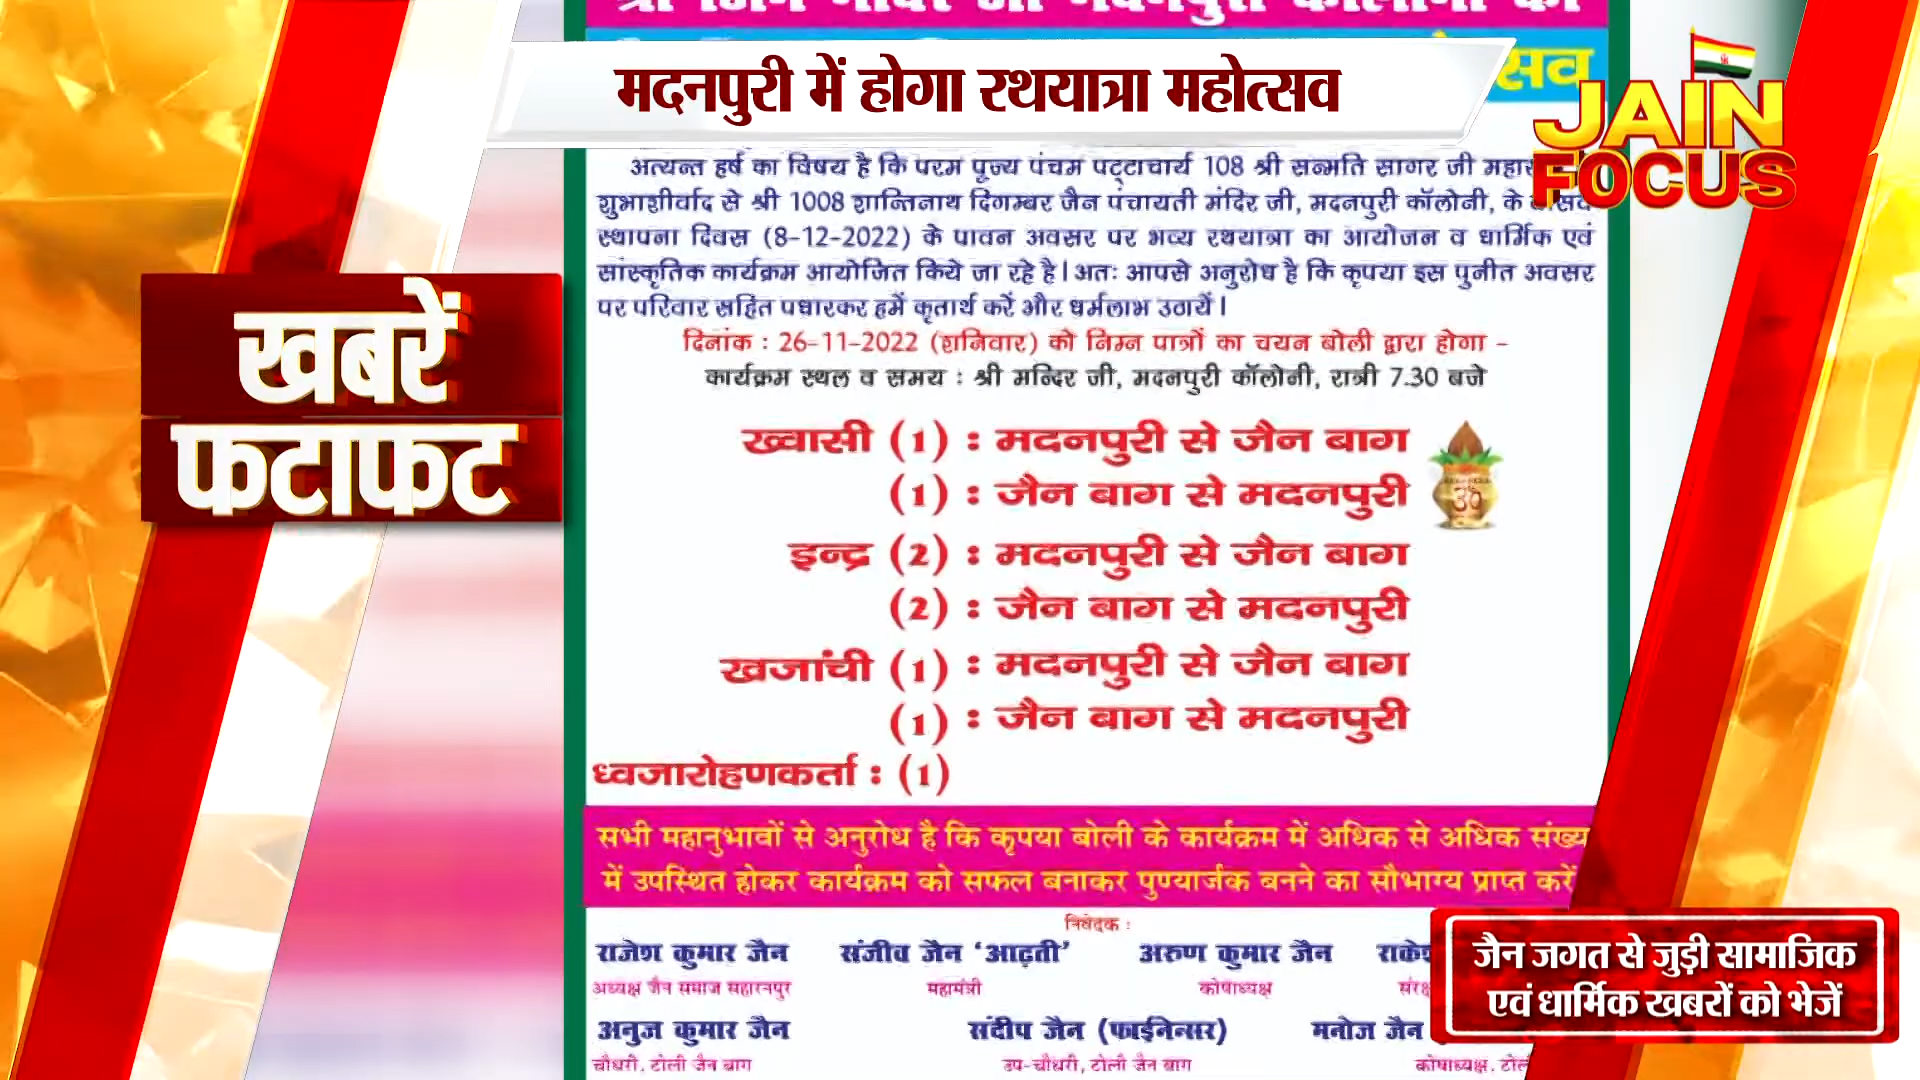 मदनपुरी में होगा रथयात्रा महोत्सव
JAIN
FOCUS
खबरें
फटाफट
अत्यन्त हर्ष का विषय है कि परम पूज्य पंचम पट्टाचार्य 108 श्री सन्मति सागर जी
शुभाशीर्वाद से श्री 1008 शान्तिनाथ दिगम्बर जैन पंचायती मंदिर जी, मदनपुरी कॉलोनी, के
स्थापना दिवस (8-12-2022) के पावन अवसर पर भव्य रथयात्रा का आयोजन व धार्मिक एवं
सांस्कृतिक कार्यक्रम आयोजित किये जा रहे है। अतः आपसे अनुरोध है कि कृपया इस पुनीत अवसर
पर परिवार सहित पधारकर हमें कृतार्थ करें और धर्मलाभ उठायें।
दिनांक : 26-11-2022 (शनिवार) को निम्न पात्रों का चयन बोली द्वारा होगा -
कार्यक्रम स्थल व समय : श्री मन्दिर जी, मदनपुरी कॉलोनी, रात्री 7.30 बजे
ख्वासी (1) : मदनपुरी से जैन बाग
(1) : जैन बाग से मदनपुरी
इन्द्र (2) : मदनपुरी से जैन बाग
(2) : जैन बाग से मदनपुरी
खजांची (1) : मदनपुरी से जैन बाग
(1) : जैन बाग से मदनपुरी
ध्वजारोहणकर्ता : (1)
सभी महानुभावों से अनुरोध है कि कृपया बोली के कार्यक्रम में अधिक से अधिक संख्य
में उपस्थित होकर कार्यक्रम को सफल बनाकर पुण्यार्जक बनने का सौभाग्य प्राप्त करें
निवेदक :
राजेश कुमार जैन संजीव जैन ‘आढ़ती’ अरुण कुमार जैन
अध्यक्ष जैन समाज सहारनपुर महामंत्री कोषाध्यक्ष
अनुज कुमार जैन संदीप जैन (फाईनेन्सर) मनोज जैन
चौधरी, टोली जैन बाग उप-चौधरी, टोली जैन बाग कोषाध्यक्ष,
जैन जगत से जुड़ी सामाजिक
एवं धार्मिक खबरों को भेजें